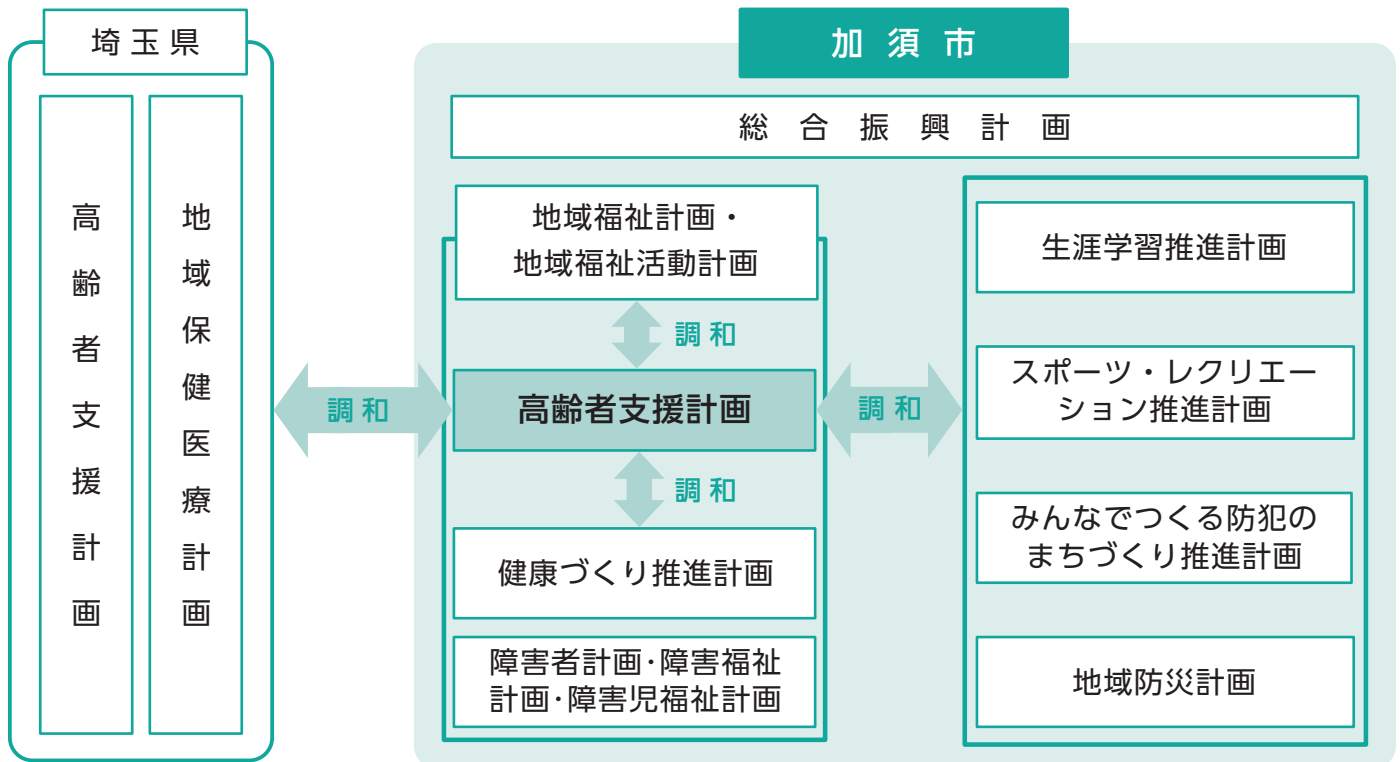 埼玉県
高齢者支援計画
地域保健医療計画
調和
加須市
総合振興計画
地域福祉計画・
地域福祉活動計画
調和
高齢者支援計画
調和
健康づくり推進計画
障害者計画･障害福祉
計画･障害児福祉計画
調和
生涯学習推進計画
スポーツ・レクリエー
ション推進計画
みんなでつくる防犯の
まちづくり推進計画
地域防災計画